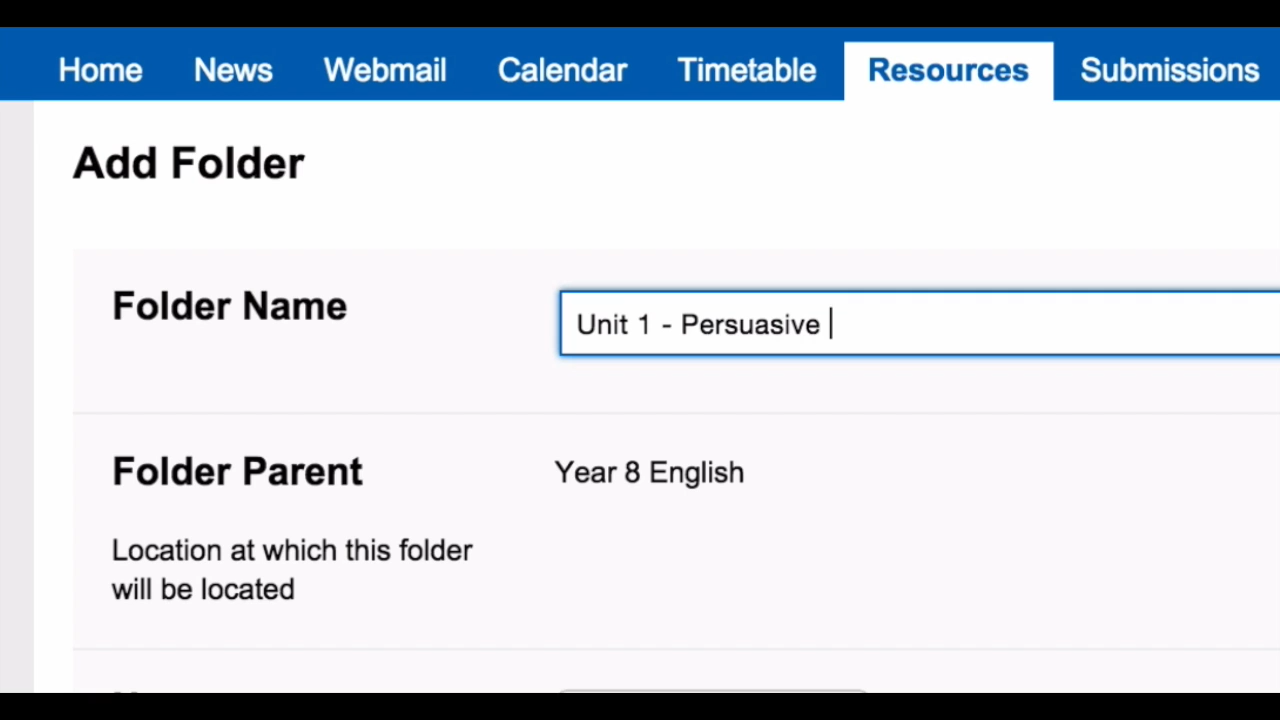 Home News Webmail Calendar Timetable Resources Submissions
Add Folder
Folder Name
Unit 1 - Persuasive
Folder Parent
Year 8 English
Location at which this folder
will be located